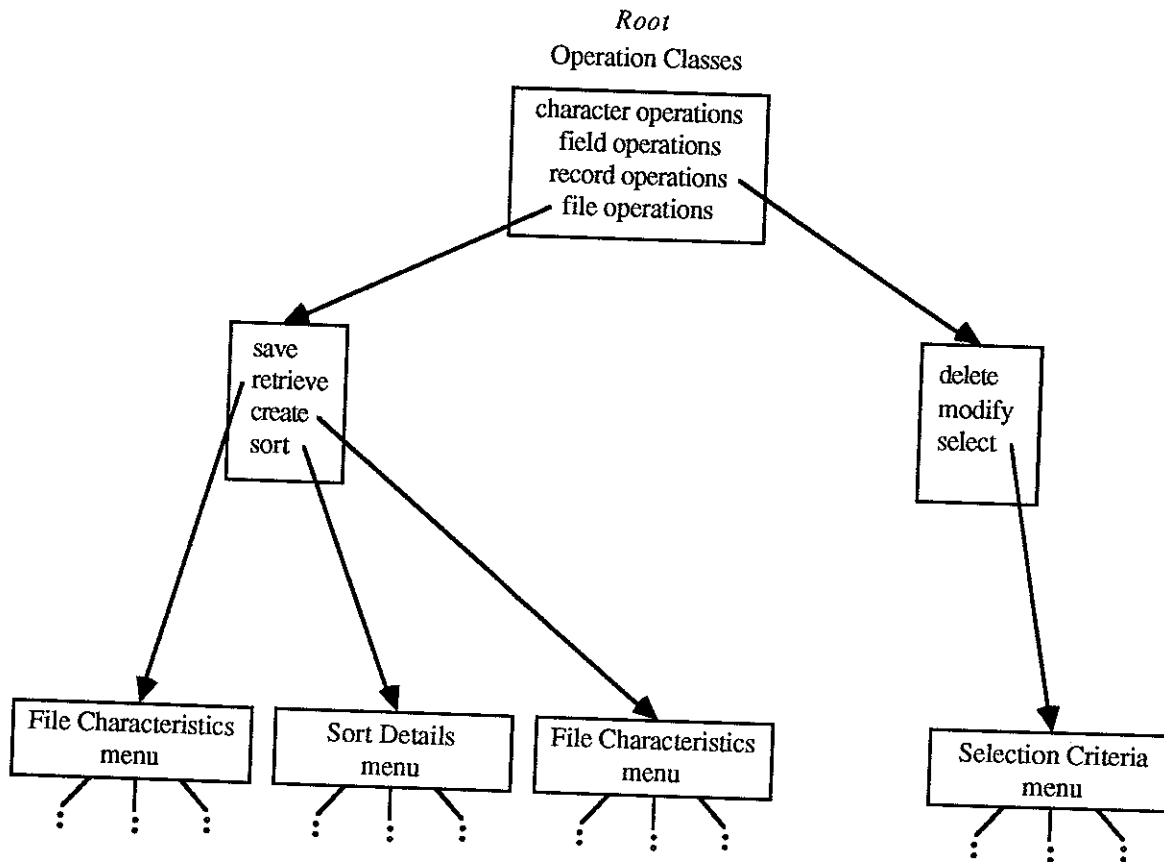 Root
Operation Classes
character operations
field operations
record operations
file operations
save
retrieve
create
sort
delete
modify
select
File Characteristics
menu
Sort Details
menu
File Characteristics
menu
Selection Criteria
menu